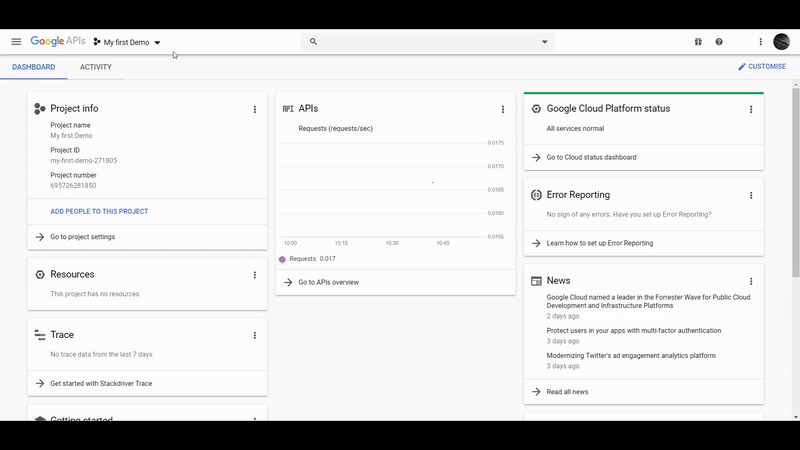 Google APIs
My first Demo
DASHBOARD
ACTIVITY
CUSTOMISE
Project info
Project name
My first Demo
Project ID
my-first-demo-271805
Project number
695726281850
ADD PEOPLE TO THIS PROJECT
Go to project settings
Resources
This project has no resources
Trace
No trace data from the last 7 days
Get started with Stackdriver Trace
Getting started
API APIs
Requests (requests/sec)
0.0175
0.0170
0.0165
0.0160
0.0155
10:00
10:15
10:30
10:45
Requests: 0.017
Go to APIs overview
Google Cloud Platform status
All services normal
Go to Cloud status dashboard
Error Reporting
No sign of any errors. Have you set up Error Reporting?
Learn how to set up Error Reporting
News
Google Cloud named a leader in the Forrester Wave for Public Cloud
Development and Infrastructure Platforms
2 days ago
Protect users in your apps with multi-factor authentication
3 days ago
Modernizing Twitter's ad engagement analytics platform
3 days ago
Read all news